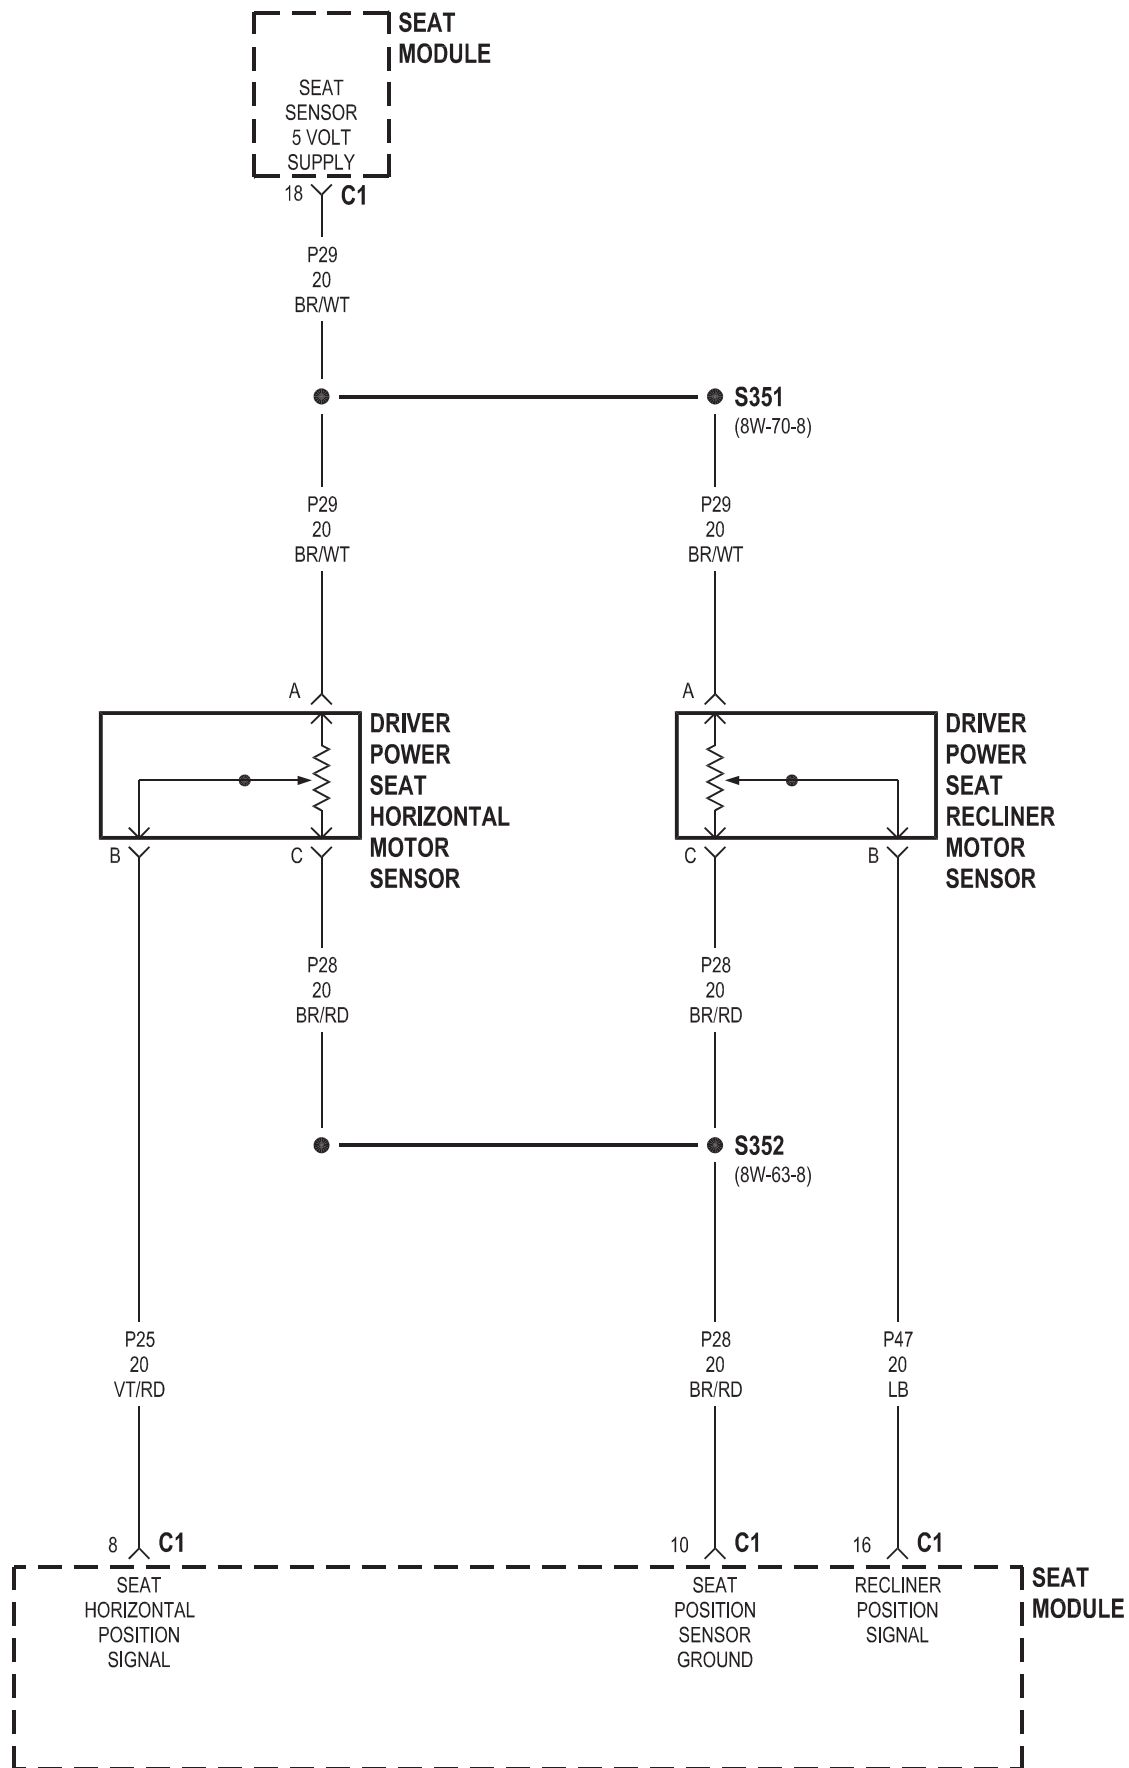 SEAT
MODULE
SEAT
SENSOR
5 VOLT
SUPPLY
18
C1
P29
20
BR/WT
S351
(8W-70-8)
P29
20
BR/WT
P29
20
BR/WT
A
A
DRIVER
POWER
SEAT
HORIZONTAL
MOTOR
SENSOR
DRIVER
POWER
SEAT
RECLINER
MOTOR
SENSOR
B
C
C
B
P28
20
BR/RD
P28
20
BR/RD
S352
(8W-63-8)
P25
20
VT/RD
P28
20
BR/RD
P47
20
LB
8
C1
10
C1
16
C1
SEAT
HORIZONTAL
POSITION
SIGNAL
SEAT
POSITION
SENSOR
GROUND
RECLINER
POSITION
SIGNAL
SEAT
MODULE